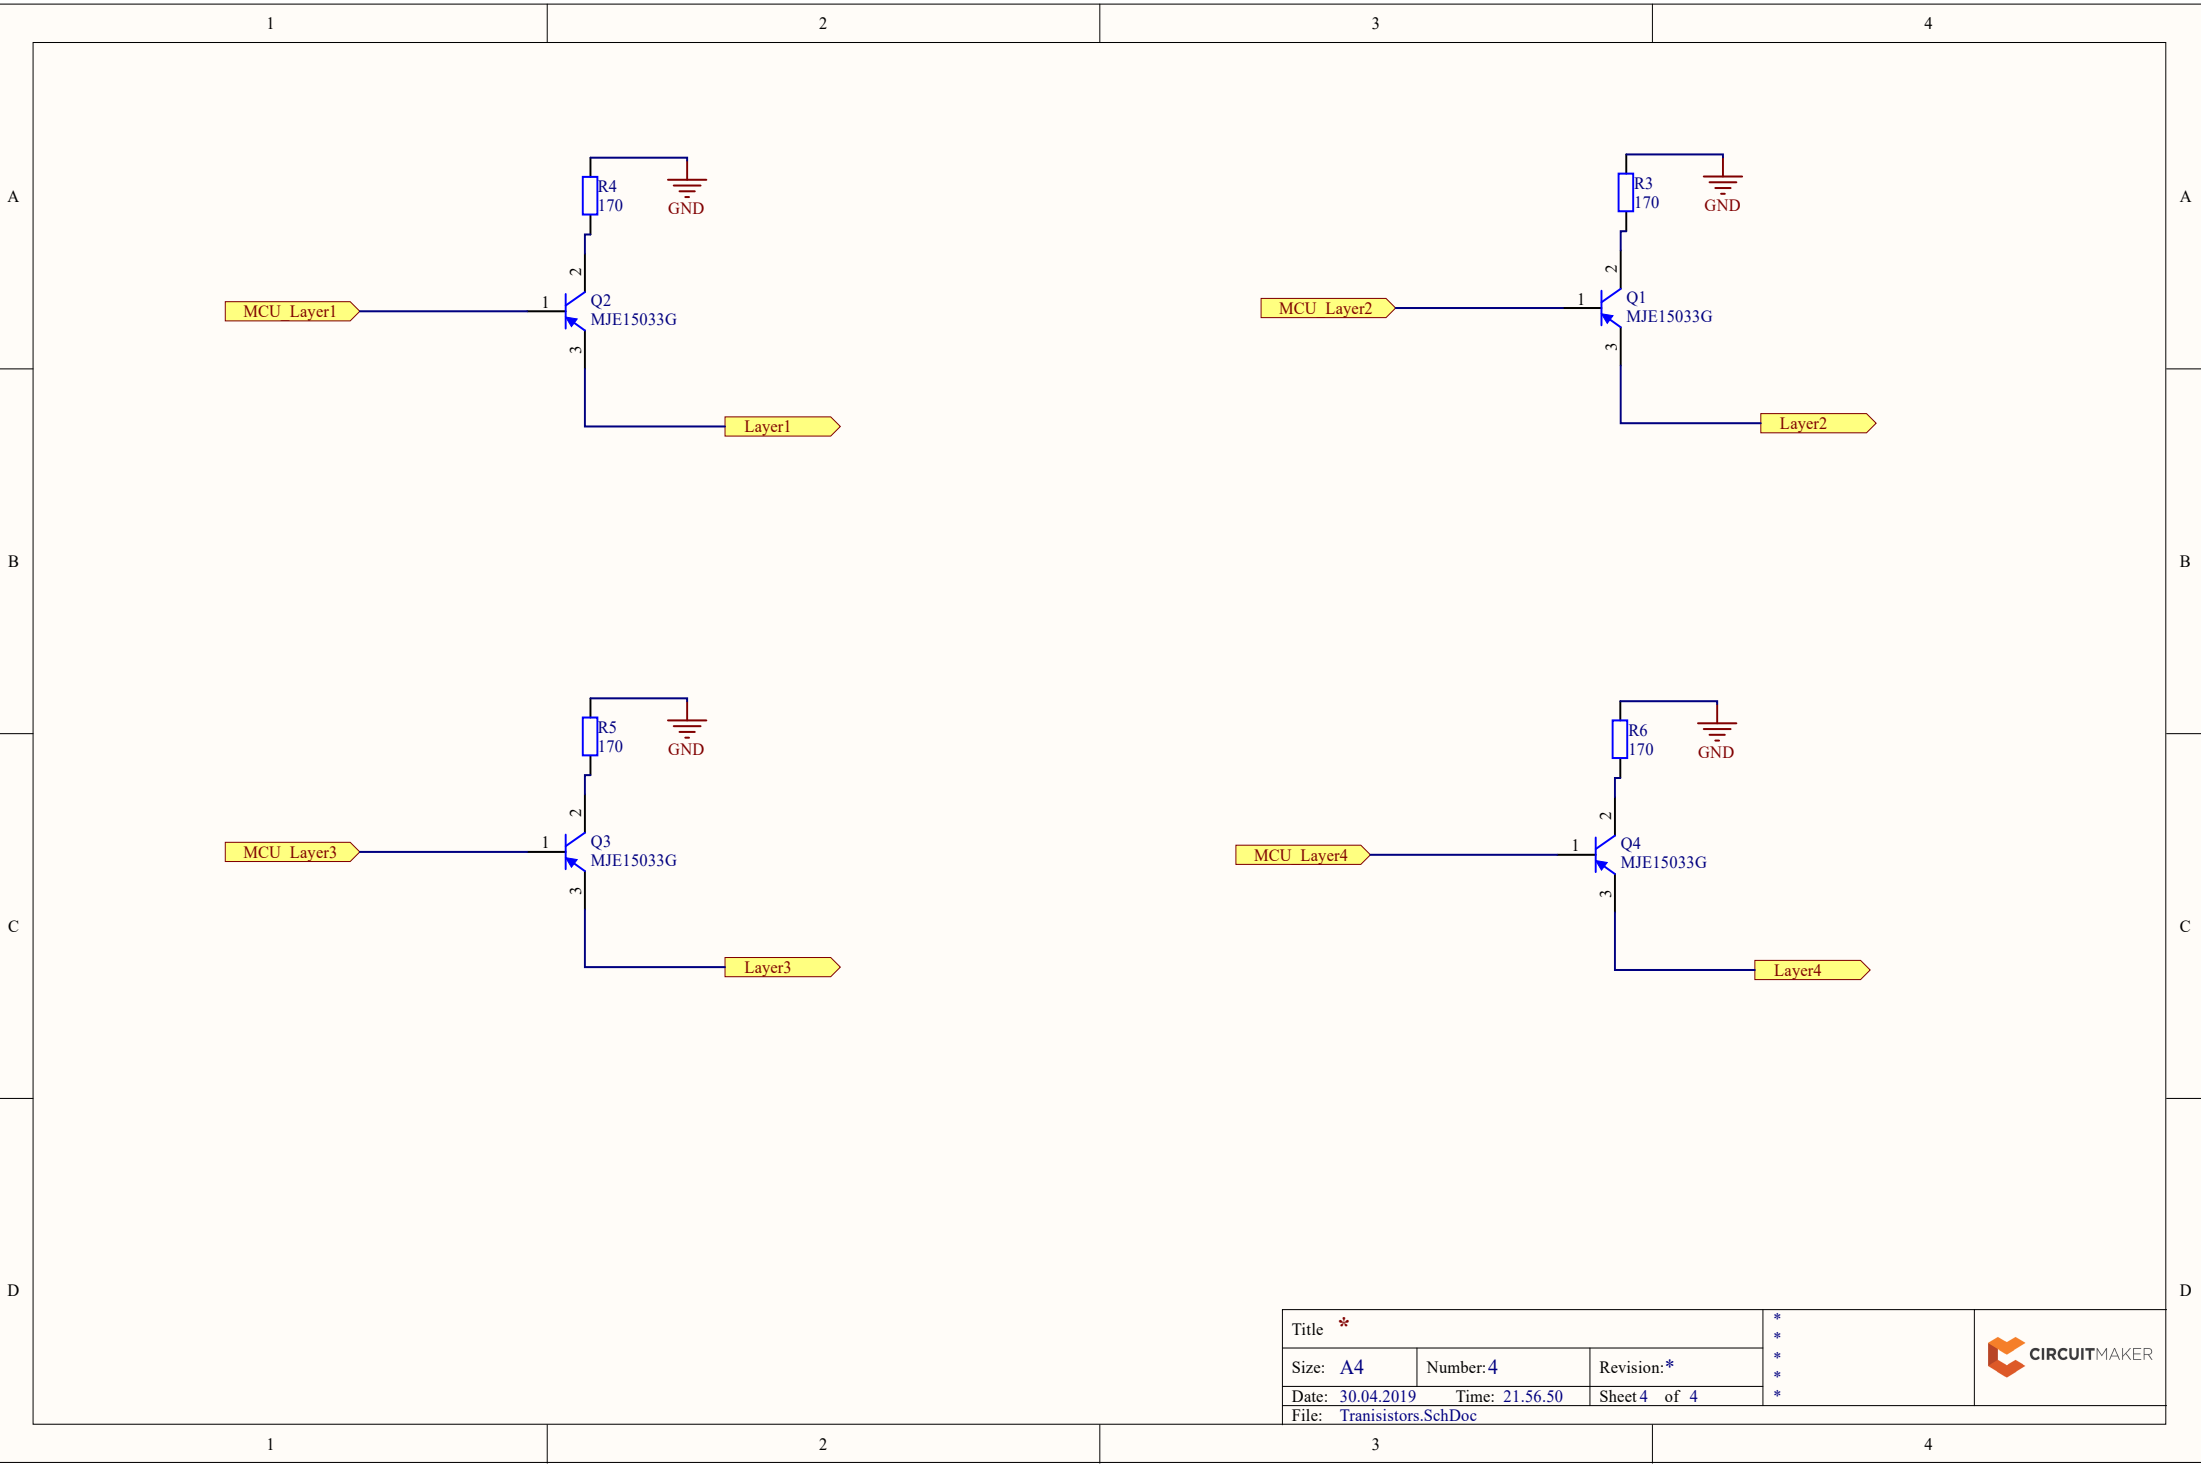 1 2 3 4
A A
R4
170
GND
2
1
MCU_Layer1
Q2
MJE15033G
3
Layer1
R3
170
GND
2
1
MCU_Layer2
Q1
MJE15033G
3
Layer2
B B
R5
170
GND
2
1
MCU_Layer3
Q3
MJE15033G
3
Layer3
R6
170
GND
2
1
MCU_Layer4
Q4
MJE15033G
3
Layer4
C C
D D
Title *
Size: A4 Number: 4 Revision: *
Date: 30.04.2019 Time: 21.56.50 Sheet 4 of 4
File: Tranisistors.SchDoc
*
*
*
*
*
CIRCUITMAKER
1 2 3 4